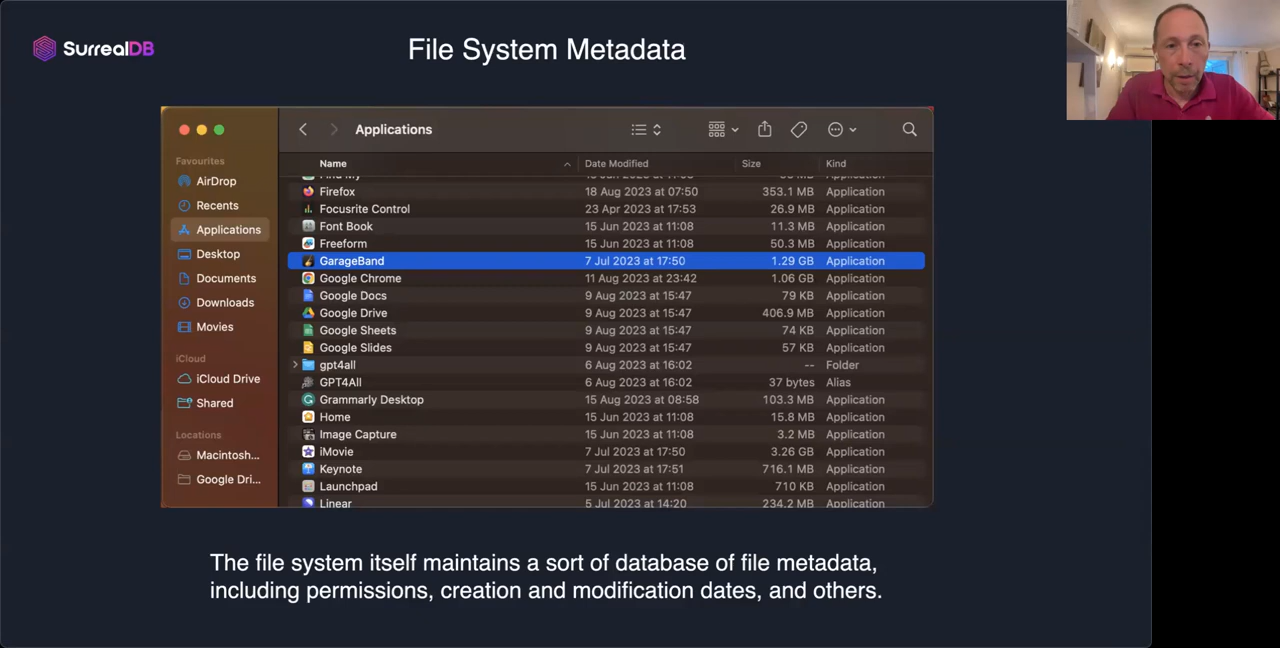 SurrealDB
File System Metadata
Applications
Favourites
AirDrop
Recents
Applications
Desktop
Documents
Downloads
Movies
iCloud
iCloud Drive
Shared
Locations
Macintosh...
Google Dri...
Name Date Modified Size Kind
Firefox 18 Aug 2023 at 07:50 353.1 MB Application
Focusrite Control 23 Apr 2023 at 17:53 26.9 MB Application
Font Book 15 Jun 2023 at 11:08 11.3 MB Application
Freeform 15 Jun 2023 at 11:08 50.3 MB Application
GarageBand 7 Jul 2023 at 17:50 1.29 GB Application
Google Chrome 11 Aug 2023 at 23:42 1.06 GB Application
Google Docs 9 Aug 2023 at 15:47 79 KB Application
Google Drive 9 Aug 2023 at 15:47 406.9 MB Application
Google Sheets 9 Aug 2023 at 15:47 74 KB Application
Google Slides 9 Aug 2023 at 15:47 57 KB Application
gpt4all 6 Aug 2023 at 16:02 -- Folder
GPT4All 6 Aug 2023 at 16:02 37 bytes Alias
Grammarly Desktop 15 Aug 2023 at 08:58 103.3 MB Application
Home 15 Jun 2023 at 11:08 15.8 MB Application
Image Capture 15 Jun 2023 at 11:08 3.2 MB Application
iMovie 7 Jul 2023 at 17:50 3.26 GB Application
Keynote 7 Jul 2023 at 17:51 716.1 MB Application
Launchpad 15 Jun 2023 at 11:08 710 KB Application
Linear 5 Jul 2023 at 14:20 234.2 MB Application
The file system itself maintains a sort of database of file metadata,
including permissions, creation and modification dates, and others.